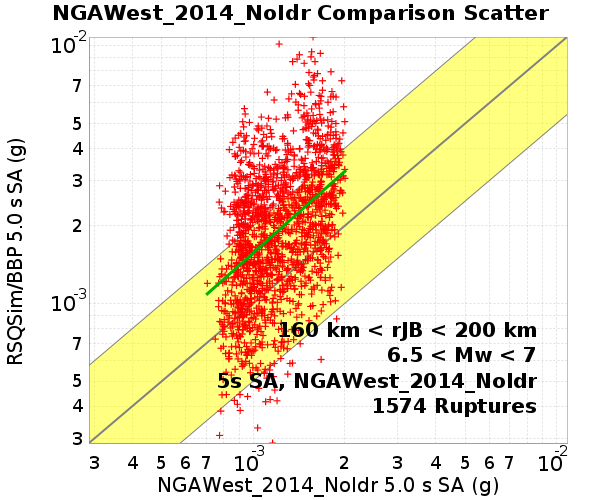 NGAWest_2014_NoIdr Comparison Scatter
10-2
7
5
4
3
2
10-3
7
5
4
3
RSQSim/BBP 5.0 s SA (g)
160 km < rJB < 200 km
6.5 < Mw < 7
5s SA, NGAWest_2014_NoIdr
1574 Ruptures
3 4 5 6 7 10-3 2 3 4 5 6 7 10-2
NGAWest_2014_NoIdr 5.0 s SA (g)